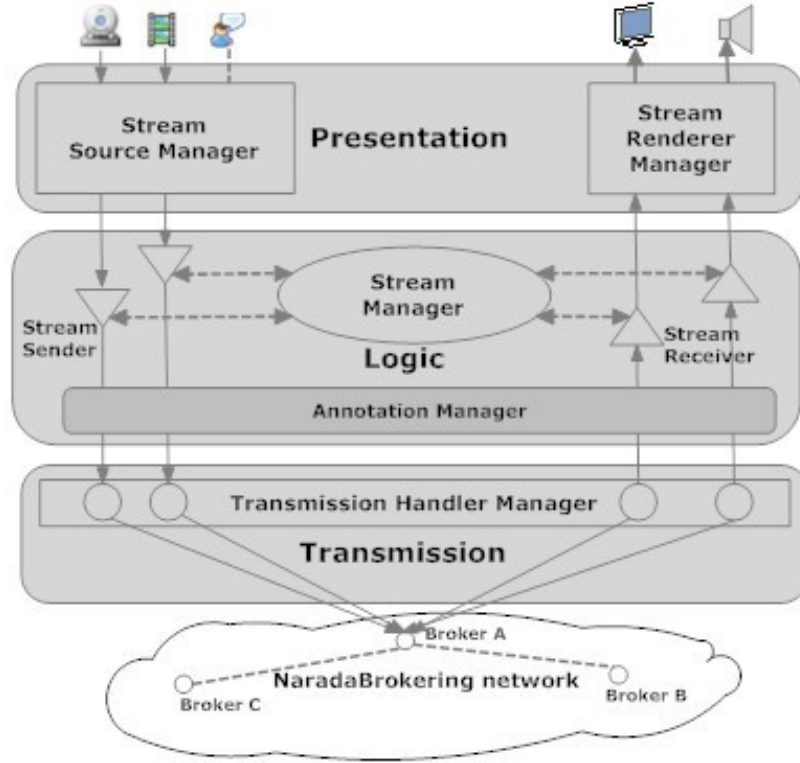 Stream
Source Manager
Presentation
Stream
Renderer
Manager
Stream
Manager
Stream
Sender
Stream
Receiver
Logic
Annotation Manager
Transmission Handler Manager
Transmission
Broker A
NaradaBrokering network
Broker C
Broker B